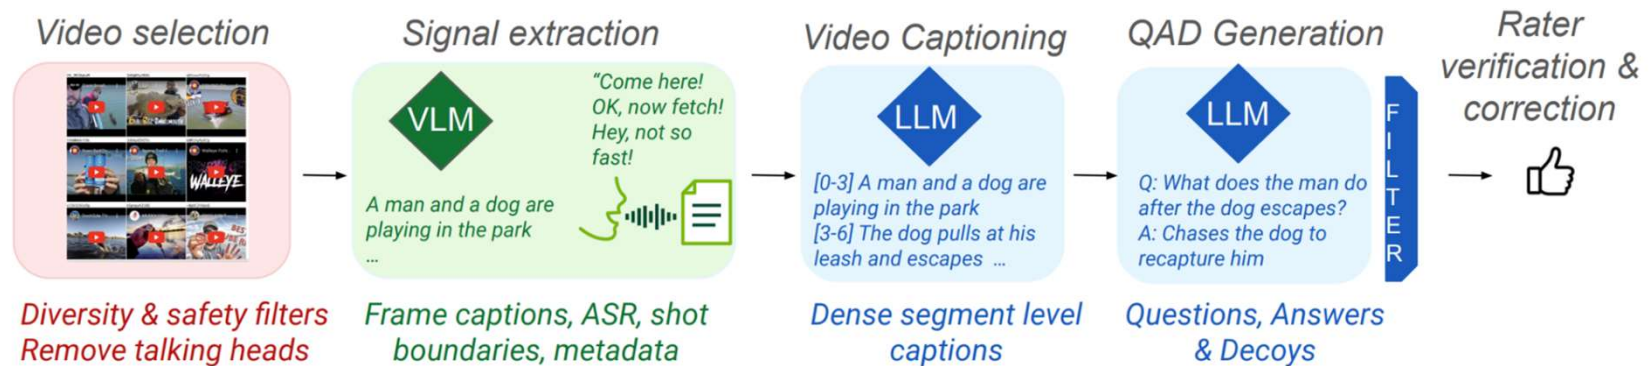 Video selection
Diversity & safety filters
Remove talking heads
WALLEYE
Signal extraction
VLM
"Come here!
OK, now fetch!
Hey, not so
fast!
A man and a dog are
playing in the park
...
Frame captions, ASR, shot
boundaries, metadata
Video Captioning
LLM
[0-3] A man and a dog are
playing in the park
[3-6] The dog pulls at his
leash and escapes ...
Dense segment level
captions
QAD Generation
LLM
Q: What does the man do
after the dog escapes?
A: Chases the dog to
recapture him
FILTER
Questions, Answers
& Decoys
Rater
verification &
correction